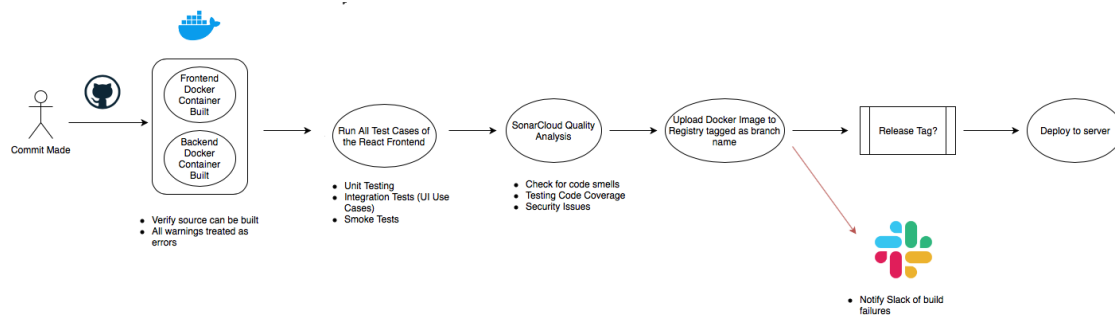 Commit Made
Frontend
Docker
Container
Built
Backend
Docker
Container
Built
• Verify source can be built
• All warnings treated as
errors
Run All Test Cases of
the React Frontend
• Unit Testing
• Integration Tests (UI Use
Cases)
• Smoke Tests
SonarCloud Quality
Analysis
• Check for code smells
• Testing Code Coverage
• Security Issues
Upload Docker Image to
Registry tagged as branch
name
Release Tag?
Deploy to server
• Notify Slack of build
failures